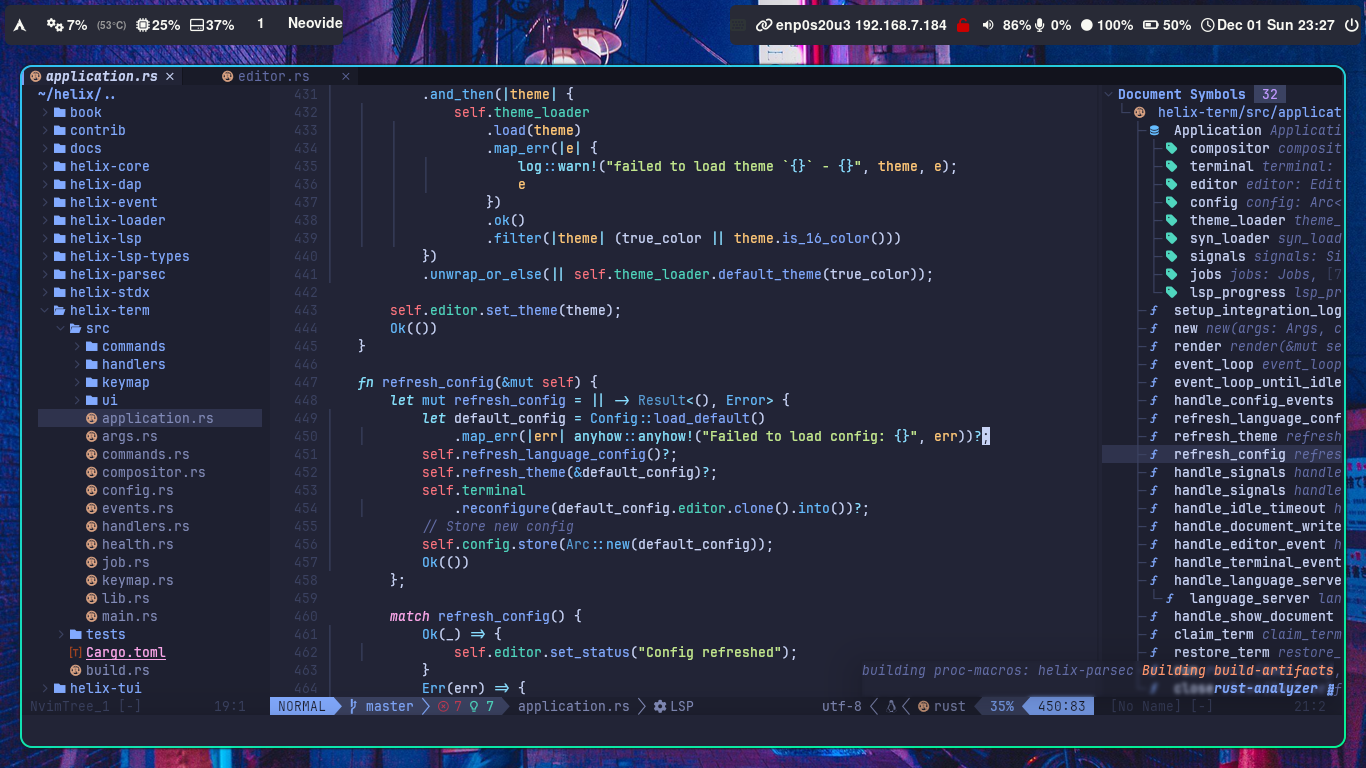 7% (53°C) 25% 37% 1 Neovide
enp0s20u3 192.168.7.184 86% 0% 100% 50% Dec 01 Sun 23:27
application.rs × editor.rs ×
~/helix/..
book
contrib
docs
helix-core
helix-dap
helix-event
helix-loader
helix-lsp
helix-lsp-types
helix-parsec
helix-stdx
helix-term
src
commands
handlers
keymap
ui
application.rs
args.rs
commands.rs
compositor.rs
config.rs
events.rs
handlers.rs
health.rs
job.rs
keymap.rs
lib.rs
main.rs
tests
[T] Cargo.toml
build.rs
helix-tui
431 .and_then(|theme| {
432 self.theme_loader
433 .load(theme)
434 .map_err(|e| {
435 log::warn!("failed to load theme `{}` - {}", theme, e);
436 e
437 })
438 .ok()
439 .filter(|theme| (true_color || theme.is_16_color()))
440 })
441 .unwrap_or_else(|| self.theme_loader.default_theme(true_color));
442
443 self.editor.set_theme(theme);
444 Ok(())
445 }
446
447 fn refresh_config(&mut self) {
448 let mut refresh_config = || -> Result<(), Error> {
449 let default_config = Config::load_default()
450 .map_err(|err| anyhow::anyhow!("Failed to load config: {}", err))?;
451 self.refresh_language_config()?;
452 self.refresh_theme(&default_config)?;
453 self.terminal
454 .reconfigure(default_config.editor.clone().into())?;
455 // Store new config
456 self.config.store(Arc::new(default_config));
457 Ok(())
458 };
459
460 match refresh_config() {
461 Ok(_) => {
462 self.editor.set_status("Config refreshed");
463 }
464 Err(err) => {
Document Symbols 32
helix-term/src/applicat
Application Applicati
compositor composit
terminal terminal:
editor editor: Edit
config config: Arc<
theme_loader theme_
syn_loader syn_load
signals signals: Si
jobs jobs: Jobs, [7
lsp_progress lsp_pr
setup_integration_log
new new(args: Args, c
render render(&mut se
event_loop event_loop
event_loop_until_idle
handle_config_events
refresh_language_conf
refresh_theme refresh
refresh_config refres
handle_signals handle
handle_signals handle
handle_idle_timeout h
handle_document_write
handle_editor_event h
handle_terminal_event
handle_language_serve
language_server lan
handle_show_document
claim_term claim_term
restore_term restore_
building proc-macros: helix-parsec Building build-artifacts
rust-analyzer
NvimTree_1 [-] 19:1
NORMAL master 7 7 application.rs LSP utf-8 rust 35% 450:83
[No Name] [-] 21:2